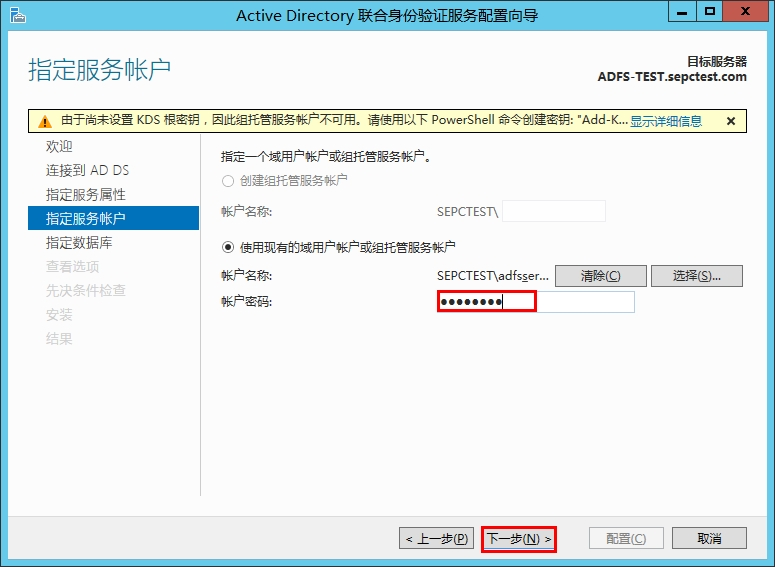 Active Directory 联合身份验证服务配置向导
指定服务帐户
目标服务器
ADFS-TEST.sepctest.com
由于尚未设置 KDS 根密钥，因此组托管服务帐户不可用。请使用以下 PowerShell 命令创建密钥: "Add-K... 显示详细信息
欢迎
连接到 AD DS
指定服务属性
指定服务帐户
指定数据库
查看选项
先决条件检查
安装
结果
指定一个域用户帐户或组托管服务帐户。
创建组托管服务帐户
帐户名称: SEPCTEST\
使用现有的域用户帐户或组托管服务帐户
帐户名称: SEPCTEST\adfsser... 清除(C) 选择(S)...
帐户密码: ●●●●●●●●
< 上一步(P) 下一步(N) > 配置(C) 取消